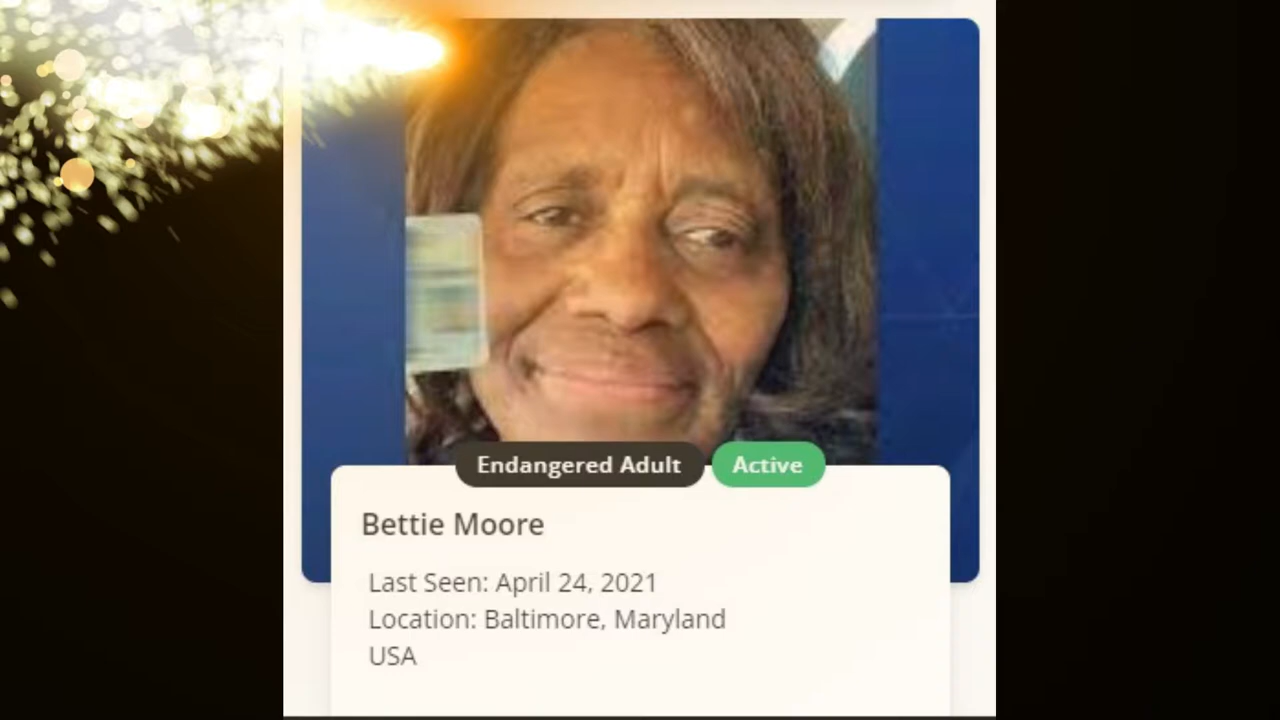 Endangered Adult Active
Bettie Moore
Last Seen: April 24, 2021
Location: Baltimore, Maryland
USA